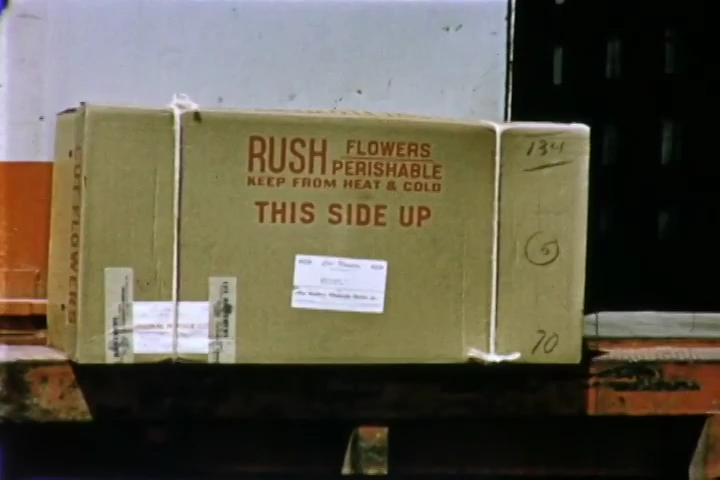 RUSH FLOWERS
PERISHABLE
KEEP FROM HEAT & COLD
THIS SIDE UP
CUT FLOWERS
134
5
70